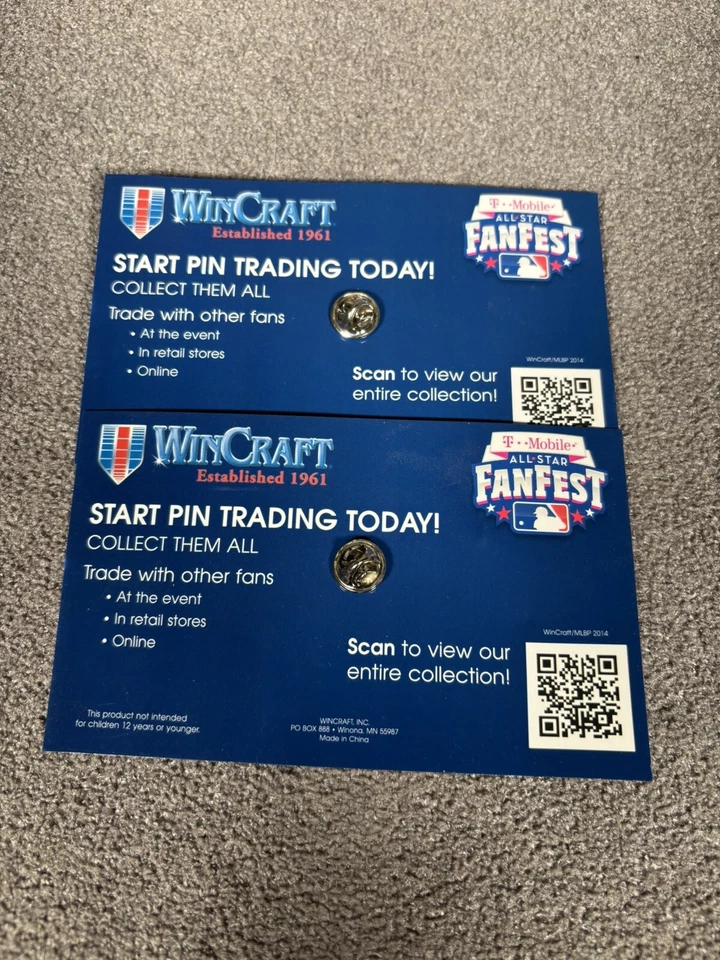 WINCRAFT
Established 1961
T··Mobile
ALL★STAR
FANFEST
START PIN TRADING TODAY!
COLLECT THEM ALL
Trade with other fans
• At the event
• In retail stores
• Online
WinCraft/MLBP 2014
Scan to view our
entire collection!
WINCRAFT
Established 1961
T··Mobile
ALL★STAR
FANFEST
START PIN TRADING TODAY!
COLLECT THEM ALL
Trade with other fans
• At the event
• In retail stores
• Online
WinCraft/MLBP 2014
Scan to view our
entire collection!
This product not intended
for children 12 years or younger.
WINCRAFT, INC.
PO BOX 888 • Winona, MN 55987
Made in China